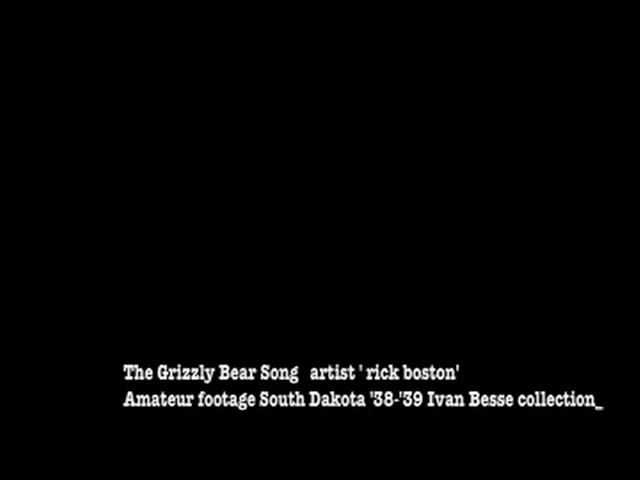 The Grizzly Bear Song artist ' rick boston'
Amateur footage South Dakota '38-'39 Ivan Besse collection_